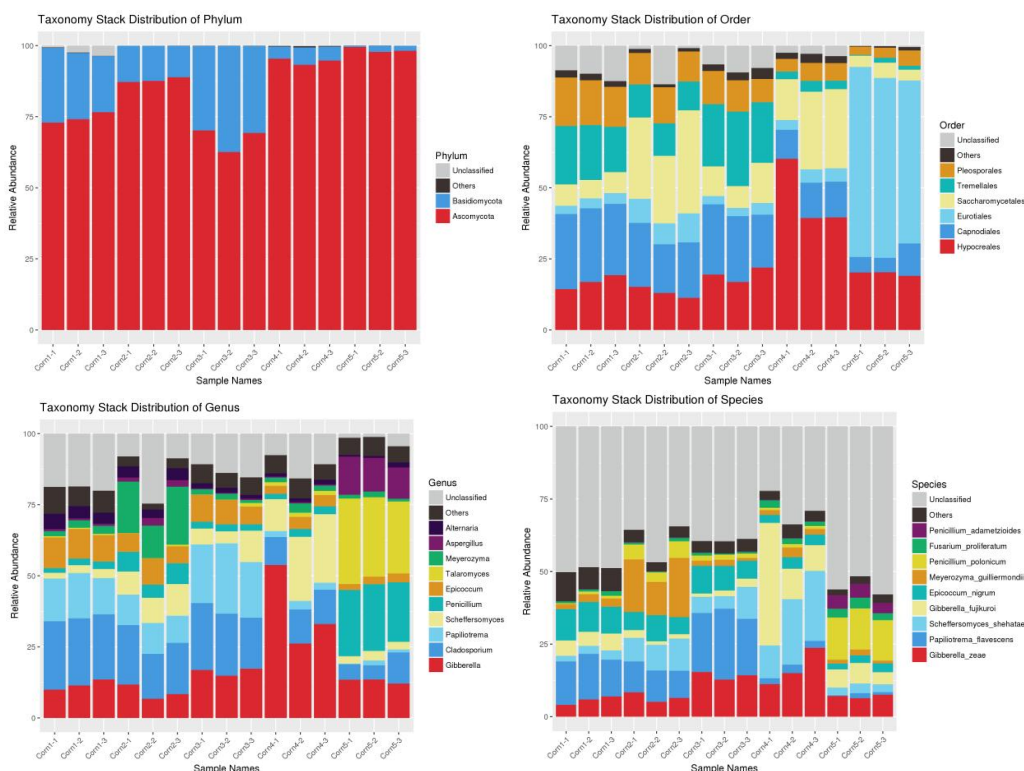 Taxonomy Stack Distribution of Phylum
100
75
50
25
0
Relative Abundance
Corn1-1
Corn1-2
Corn1-3
Corn2-1
Corn2-2
Corn2-3
Corn3-1
Corn3-2
Corn3-3
Corn4-1
Corn4-2
Corn4-3
Corn5-1
Corn5-2
Corn5-3
Sample Names
Phylum
Unclassified
Others
Basidiomycota
Ascomycota
Taxonomy Stack Distribution of Order
100
75
50
25
0
Relative Abundance
Corn1-1
Corn1-2
Corn1-3
Corn2-1
Corn2-2
Corn2-3
Corn3-1
Corn3-2
Corn3-3
Corn4-1
Corn4-2
Corn4-3
Corn5-1
Corn5-2
Corn5-3
Sample Names
Order
Unclassified
Others
Pleosporales
Tremellales
Saccharomycetales
Eurotiales
Capnodiales
Hypocreales
Taxonomy Stack Distribution of Genus
100
75
50
25
0
Relative Abundance
Corn1-1
Corn1-2
Corn1-3
Corn2-1
Corn2-2
Corn2-3
Corn3-1
Corn3-2
Corn3-3
Corn4-1
Corn4-2
Corn4-3
Corn5-1
Corn5-2
Corn5-3
Sample Names
Genus
Unclassified
Others
Alternaria
Aspergillus
Meyerozyma
Talaromyces
Epicoccum
Penicillium
Scheffersomyces
Papiliotrema
Cladosporium
Gibberella
Taxonomy Stack Distribution of Species
100
75
50
25
0
Relative Abundance
Corn1-1
Corn1-2
Corn1-3
Corn2-1
Corn2-2
Corn2-3
Corn3-1
Corn3-2
Corn3-3
Corn4-1
Corn4-2
Corn4-3
Corn5-1
Corn5-2
Corn5-3
Sample Names
Species
Unclassified
Others
Penicillium_adametzioides
Fusarium_proliferatum
Penicillium_polonicum
Meyerozyma_guilliermondii
Epicoccum_nigrum
Gibberella_fujikuroi
Scheffersomyces_shehatae
Papiliotrema_flavescens
Gibberella_zeae